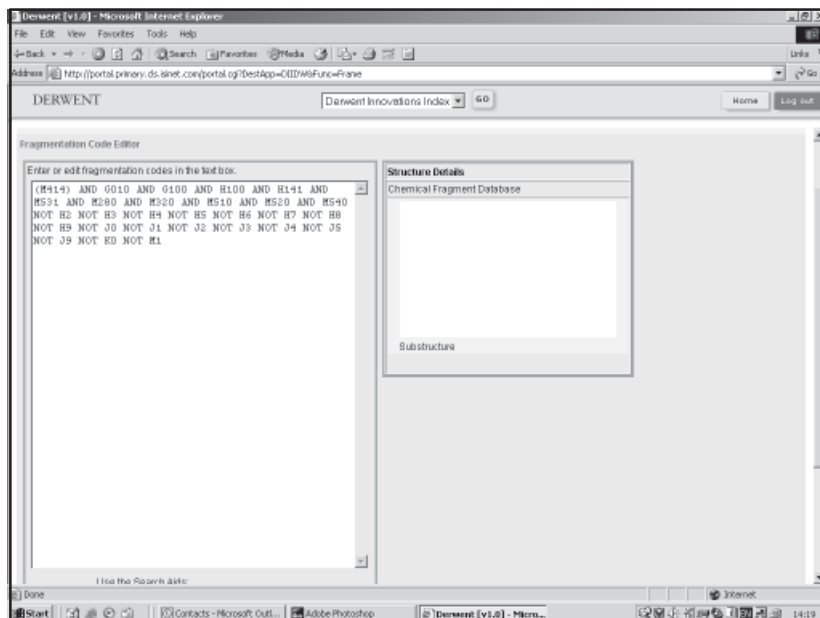 Derwent [v1.0] - Microsoft Internet Explorer
File Edit View Favorites Tools Help
Back Search Favorites Media Links
Address http://portal.primary.ds.isinet.com/portal.cgi?DestApp=DIIDW&Func=Frame Go
DERWENT Derwent Innovations Index GO Home Log out
Fragmentation Code Editor
Enter or edit fragmentation codes in the text box.
(M414) AND G010 AND G100 AND H100 AND H141 AND
M531 AND M280 AND M320 AND M510 AND M520 AND M540
NOT H2 NOT H3 NOT H4 NOT H5 NOT H6 NOT H7 NOT H8
NOT H9 NOT J0 NOT J1 NOT J2 NOT J3 NOT J4 NOT J5
NOT J9 NOT K0 NOT M1
Structure Details
Chemical Fragment Database
Substructure
Use the Search Aids:
Done Internet
Start Contacts - Microsoft Outl... Adobe Photoshop Derwent [v1.0] - Micro... EN 14:19